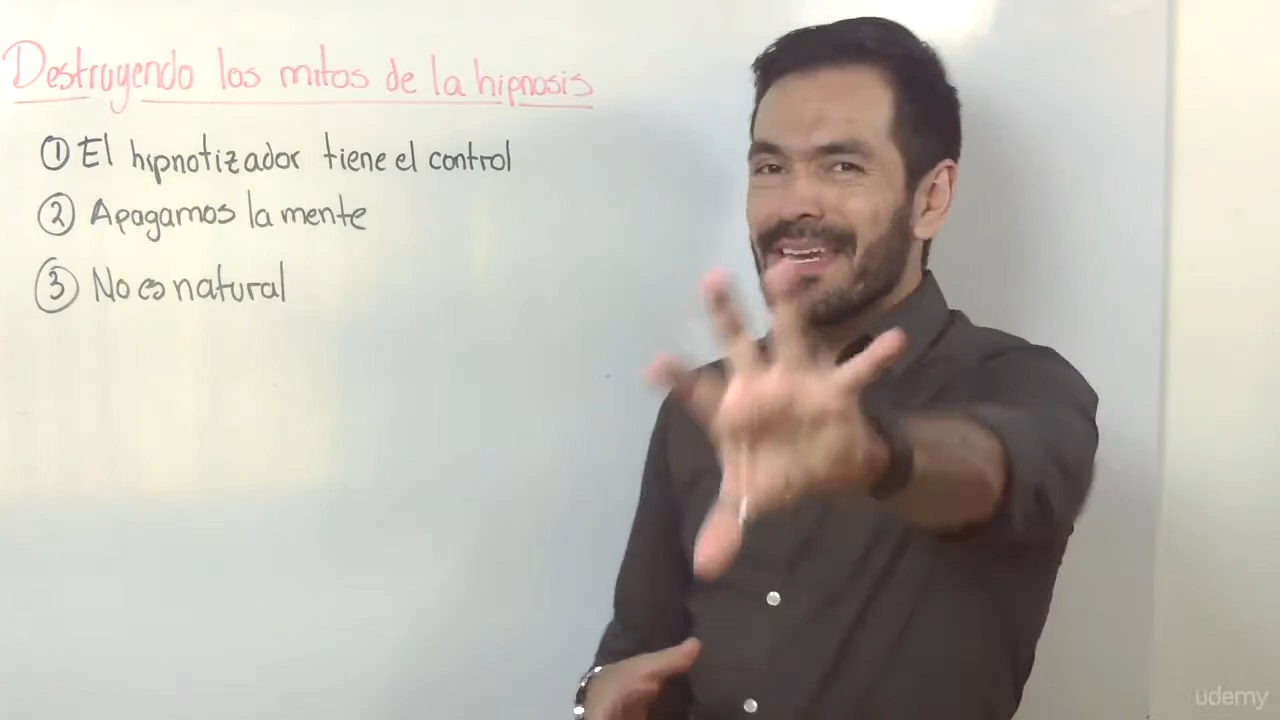 Destruyendo los mitos de la hipnosis
① El hipnotizador tiene el control
② Apagamos la mente
③ No es natural
udemy